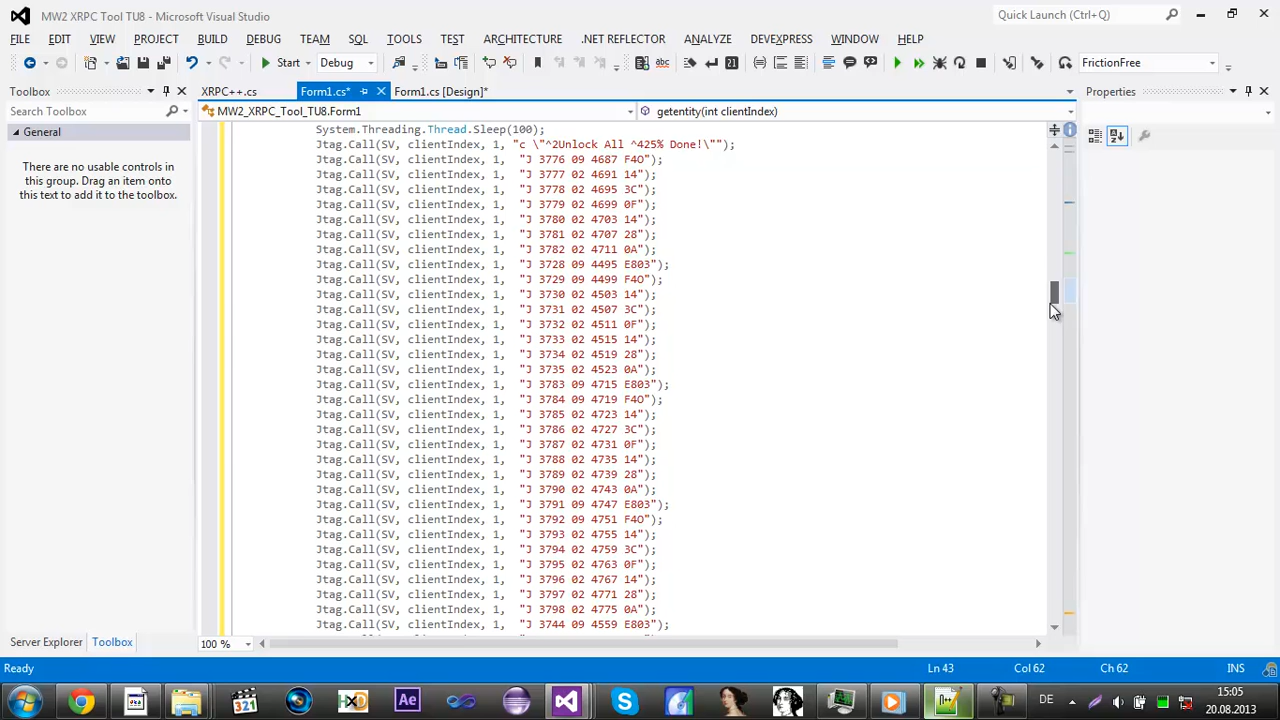 MW2 XRPC Tool TU8 - Microsoft Visual Studio
Quick Launch (Ctrl+Q)
FILE EDIT VIEW PROJECT BUILD DEBUG TEAM SQL TOOLS TEST ARCHITECTURE .NET REFLECTOR ANALYZE DEVEXPRESS WINDOW HELP
Start Debug FrictionFree
Toolbox
XRPC++.cs Form1.cs* Form1.cs [Design]*
Properties
Search Toolbox
MW2_XRPC_Tool_TU8.Form1 getentity(int clientIndex)
General
There are no usable controls in
this group. Drag an item onto
this text to add it to the toolbox.
System.Threading.Thread.Sleep(100);
Jtag.Call(SV, clientIndex, 1, "c \"^2Unlock All ^425% Done!\"");
Jtag.Call(SV, clientIndex, 1,  "J 3776 09 4687 F40");
Jtag.Call(SV, clientIndex, 1,  "J 3777 02 4691 14");
Jtag.Call(SV, clientIndex, 1,  "J 3778 02 4695 3C");
Jtag.Call(SV, clientIndex, 1,  "J 3779 02 4699 0F");
Jtag.Call(SV, clientIndex, 1,  "J 3780 02 4703 14");
Jtag.Call(SV, clientIndex, 1,  "J 3781 02 4707 28");
Jtag.Call(SV, clientIndex, 1,  "J 3782 02 4711 0A");
Jtag.Call(SV, clientIndex, 1,  "J 3728 09 4495 E803");
Jtag.Call(SV, clientIndex, 1,  "J 3729 09 4499 F40");
Jtag.Call(SV, clientIndex, 1,  "J 3730 02 4503 14");
Jtag.Call(SV, clientIndex, 1,  "J 3731 02 4507 3C");
Jtag.Call(SV, clientIndex, 1,  "J 3732 02 4511 0F");
Jtag.Call(SV, clientIndex, 1,  "J 3733 02 4515 14");
Jtag.Call(SV, clientIndex, 1,  "J 3734 02 4519 28");
Jtag.Call(SV, clientIndex, 1,  "J 3735 02 4523 0A");
Jtag.Call(SV, clientIndex, 1,  "J 3783 09 4715 E803");
Jtag.Call(SV, clientIndex, 1,  "J 3784 09 4719 F40");
Jtag.Call(SV, clientIndex, 1,  "J 3785 02 4723 14");
Jtag.Call(SV, clientIndex, 1,  "J 3786 02 4727 3C");
Jtag.Call(SV, clientIndex, 1,  "J 3787 02 4731 0F");
Jtag.Call(SV, clientIndex, 1,  "J 3788 02 4735 14");
Jtag.Call(SV, clientIndex, 1,  "J 3789 02 4739 28");
Jtag.Call(SV, clientIndex, 1,  "J 3790 02 4743 0A");
Jtag.Call(SV, clientIndex, 1,  "J 3791 09 4747 E803");
Jtag.Call(SV, clientIndex, 1,  "J 3792 09 4751 F40");
Jtag.Call(SV, clientIndex, 1,  "J 3793 02 4755 14");
Jtag.Call(SV, clientIndex, 1,  "J 3794 02 4759 3C");
Jtag.Call(SV, clientIndex, 1,  "J 3795 02 4763 0F");
Jtag.Call(SV, clientIndex, 1,  "J 3796 02 4767 14");
Jtag.Call(SV, clientIndex, 1,  "J 3797 02 4771 28");
Jtag.Call(SV, clientIndex, 1,  "J 3798 02 4775 0A");
Jtag.Call(SV, clientIndex, 1,  "J 3744 09 4559 E803");
Server Explorer Toolbox
100 %
Ready Ln 43 Col 62 Ch 62 INS
321 HxD Ae DE 15:05
20.08.2013